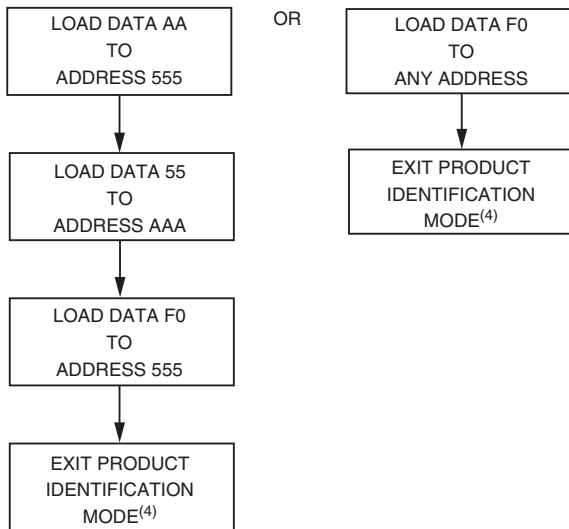 LOAD DATA AA
TO
ADDRESS 555
LOAD DATA 55
TO
ADDRESS AAA
LOAD DATA F0
TO
ADDRESS 555
EXIT PRODUCT
IDENTIFICATION
MODE(4)
OR
LOAD DATA F0
TO
ANY ADDRESS
EXIT PRODUCT
IDENTIFICATION
MODE(4)